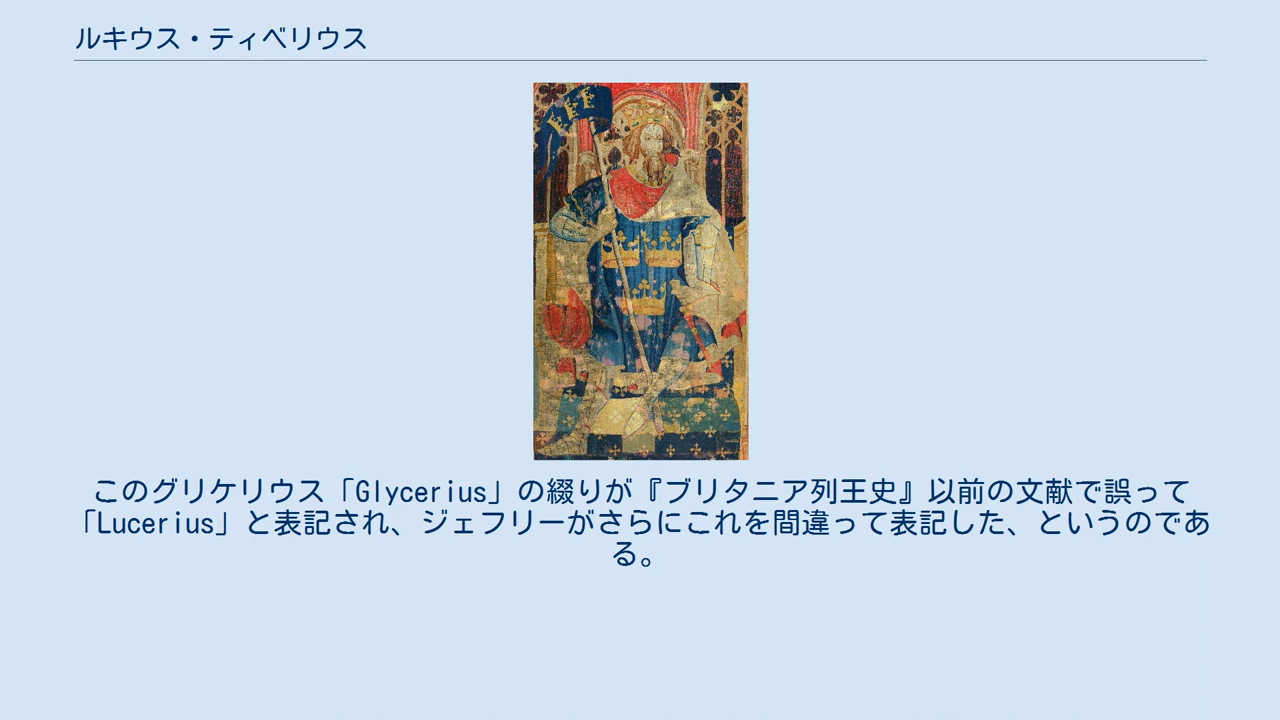 ルキウス・ティベリウス
このグリケリウス「Glycerius」の綴りが『ブリタニア列王史』以前の文献で誤って
「Lucerius」と表記され、ジェフリーがさらにこれを間違って表記した、というのであ
る。